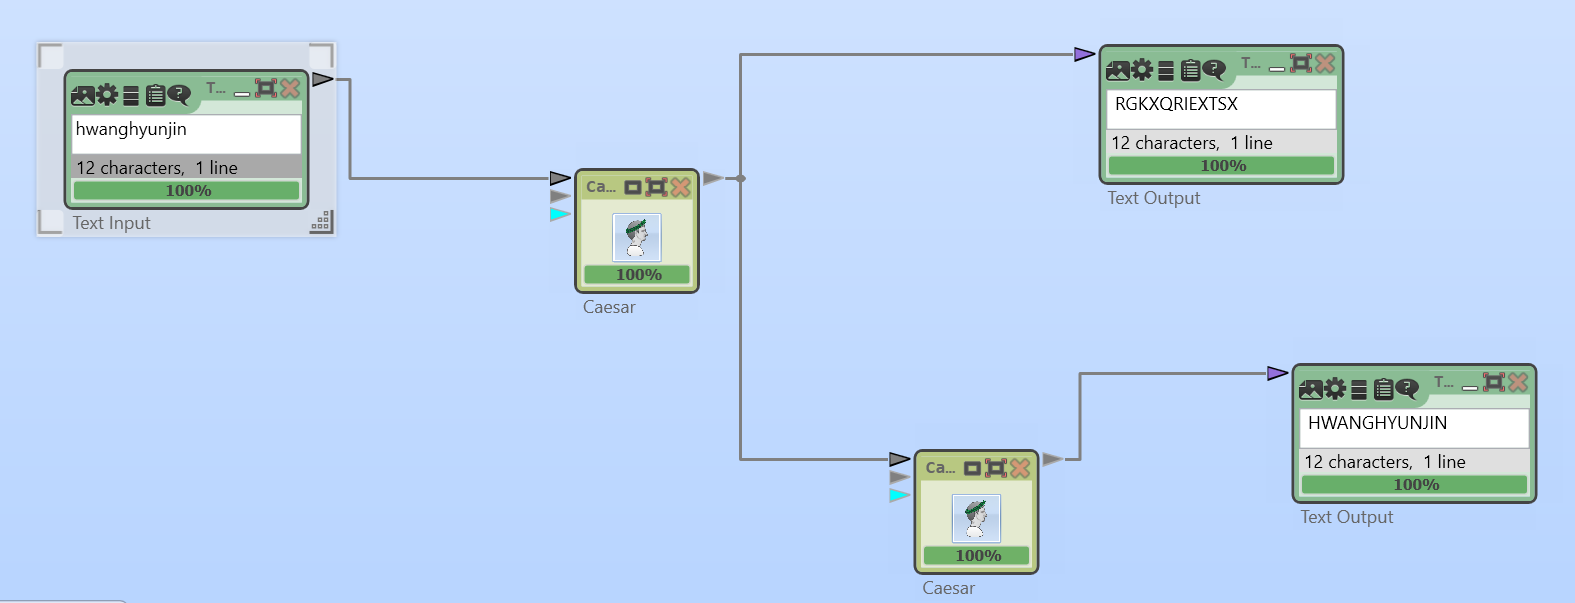 T...
hwanghyunjin
12 characters,  1 line
100%
Text Input
Ca...
100%
Caesar
T...
RGKXQRIEXTSX
12 characters,  1 line
100%
Text Output
Ca...
100%
Caesar
T...
HWANGHYUNJIN
12 characters,  1 line
100%
Text Output